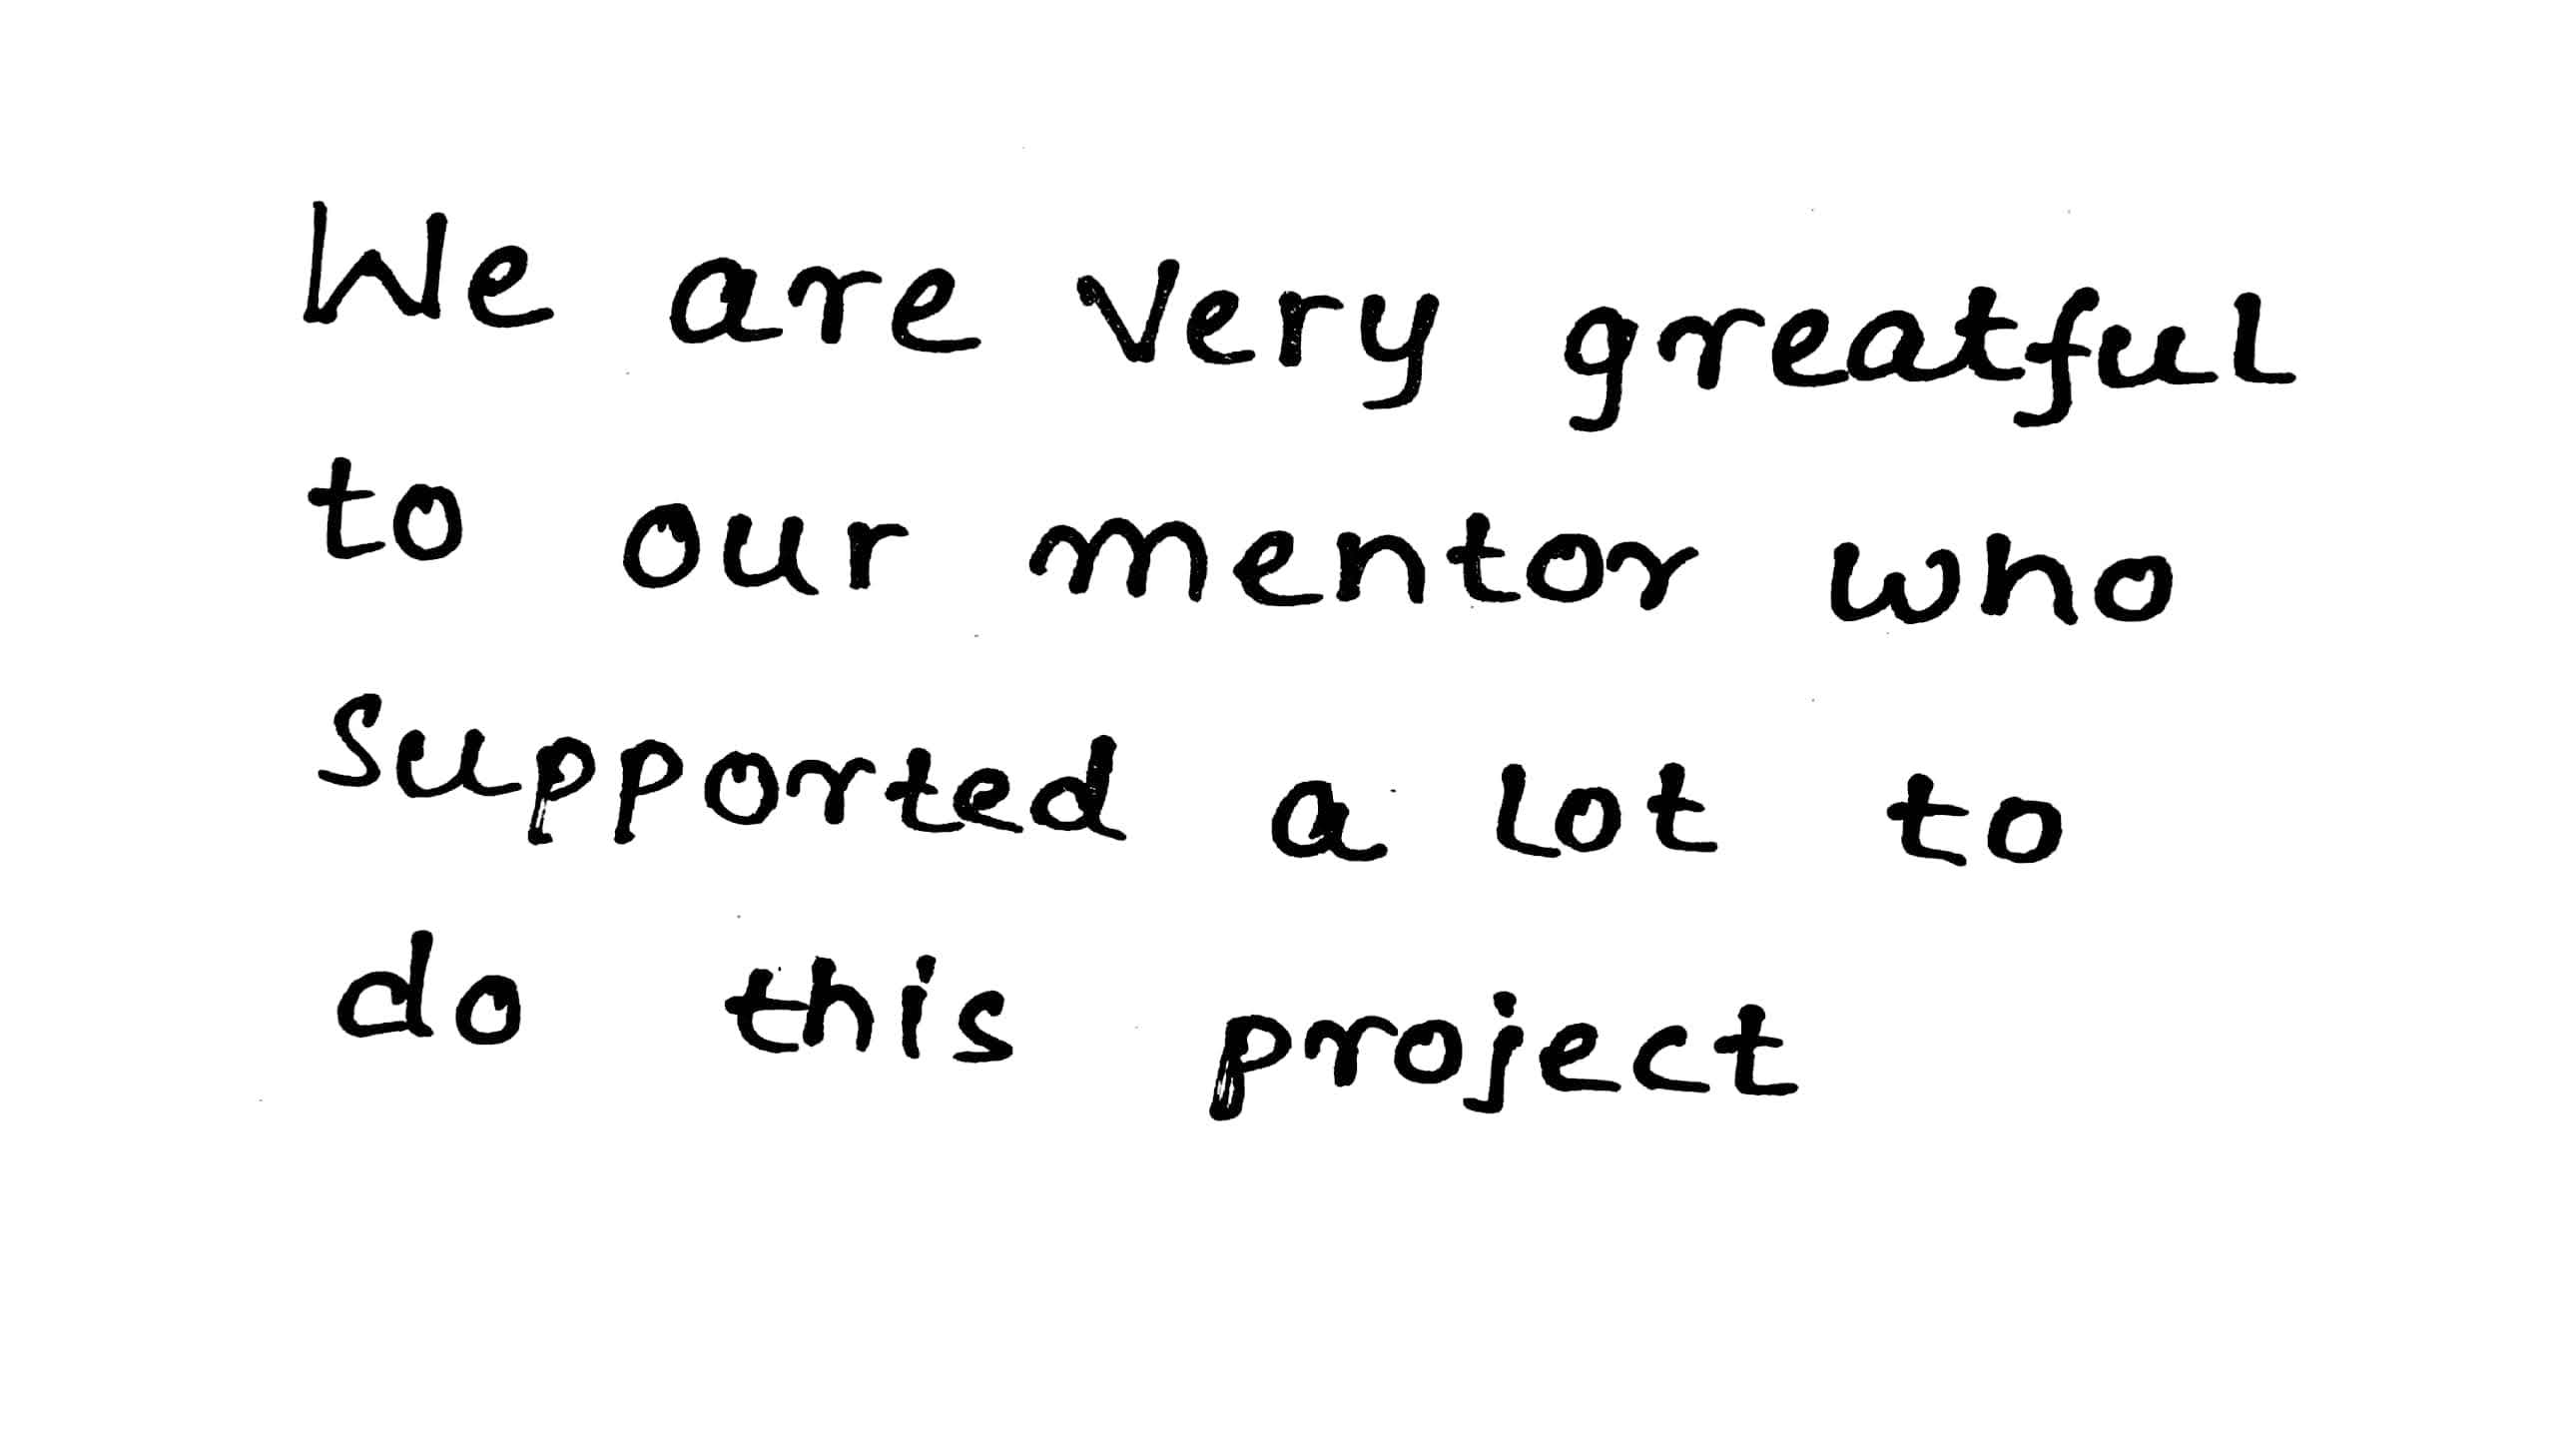 We are very greatful
to our mentor who
supported a lot to
do this project